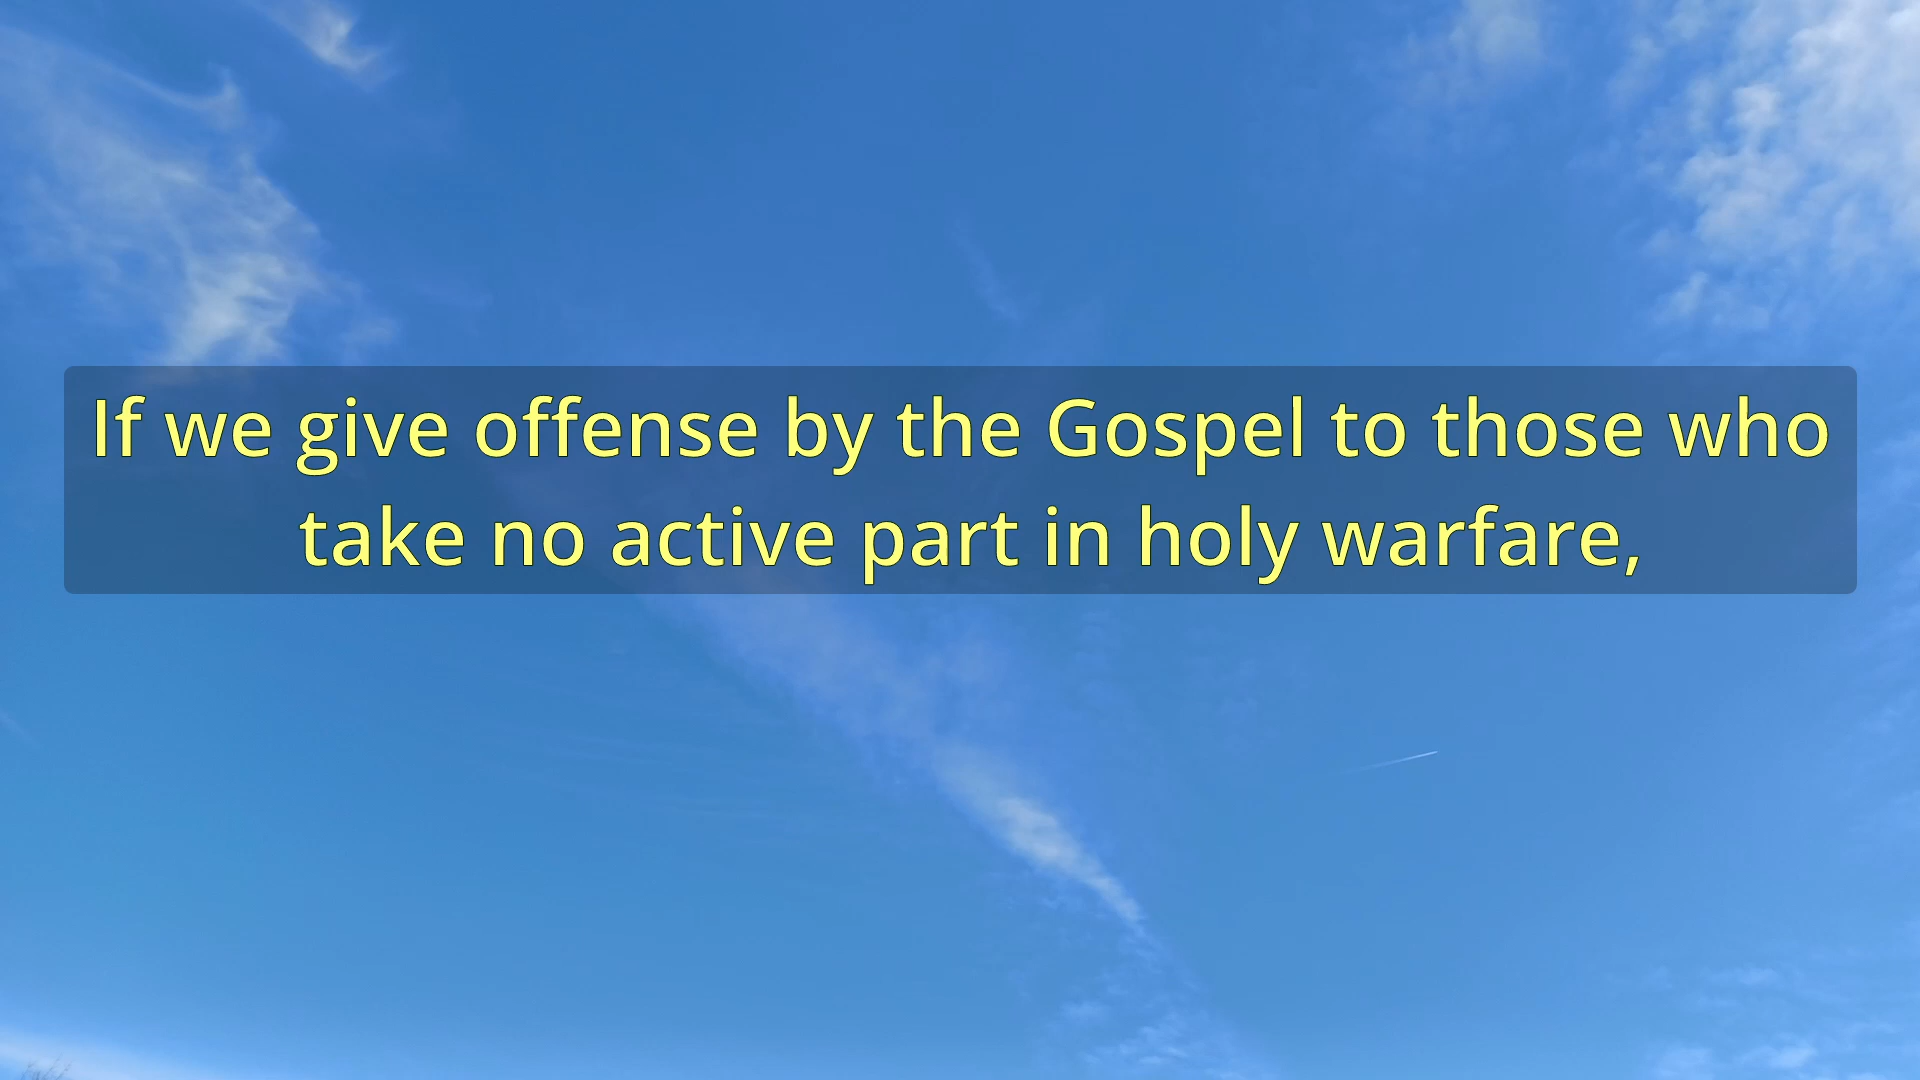 If we give offense by the Gospel to those who
take no active part in holy warfare,